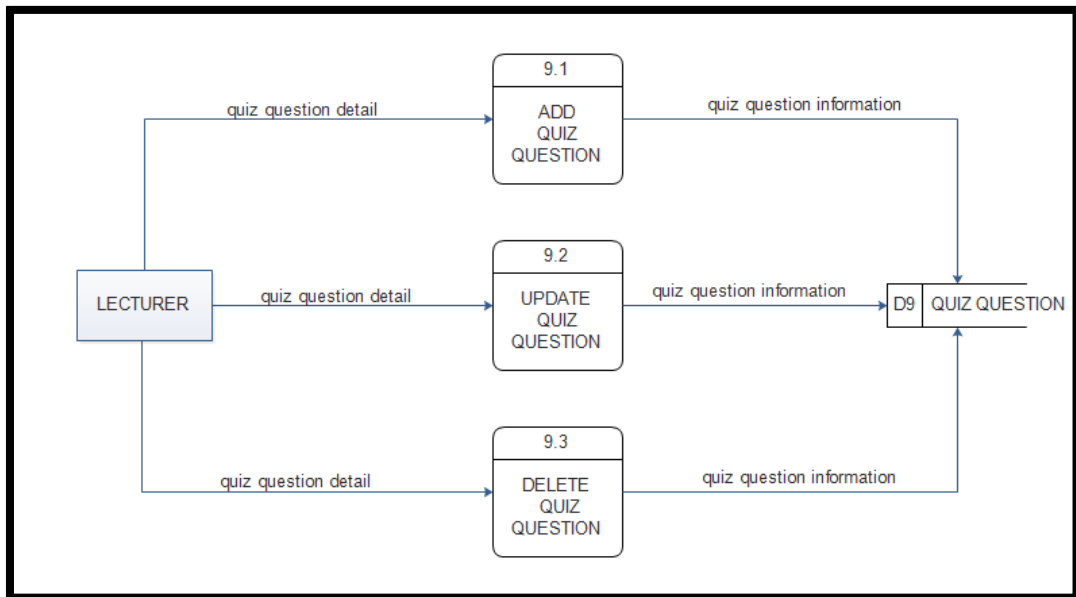 9.1
quiz question detail
quiz question information
ADD
QUIZ
QUESTION
9.2
LECTURER
quiz question detail
UPDATE
QUIZ
QUESTION
quiz question information
D9
QUIZ QUESTION
9.3
quiz question detail
DELETE
QUIZ
QUESTION
quiz question information